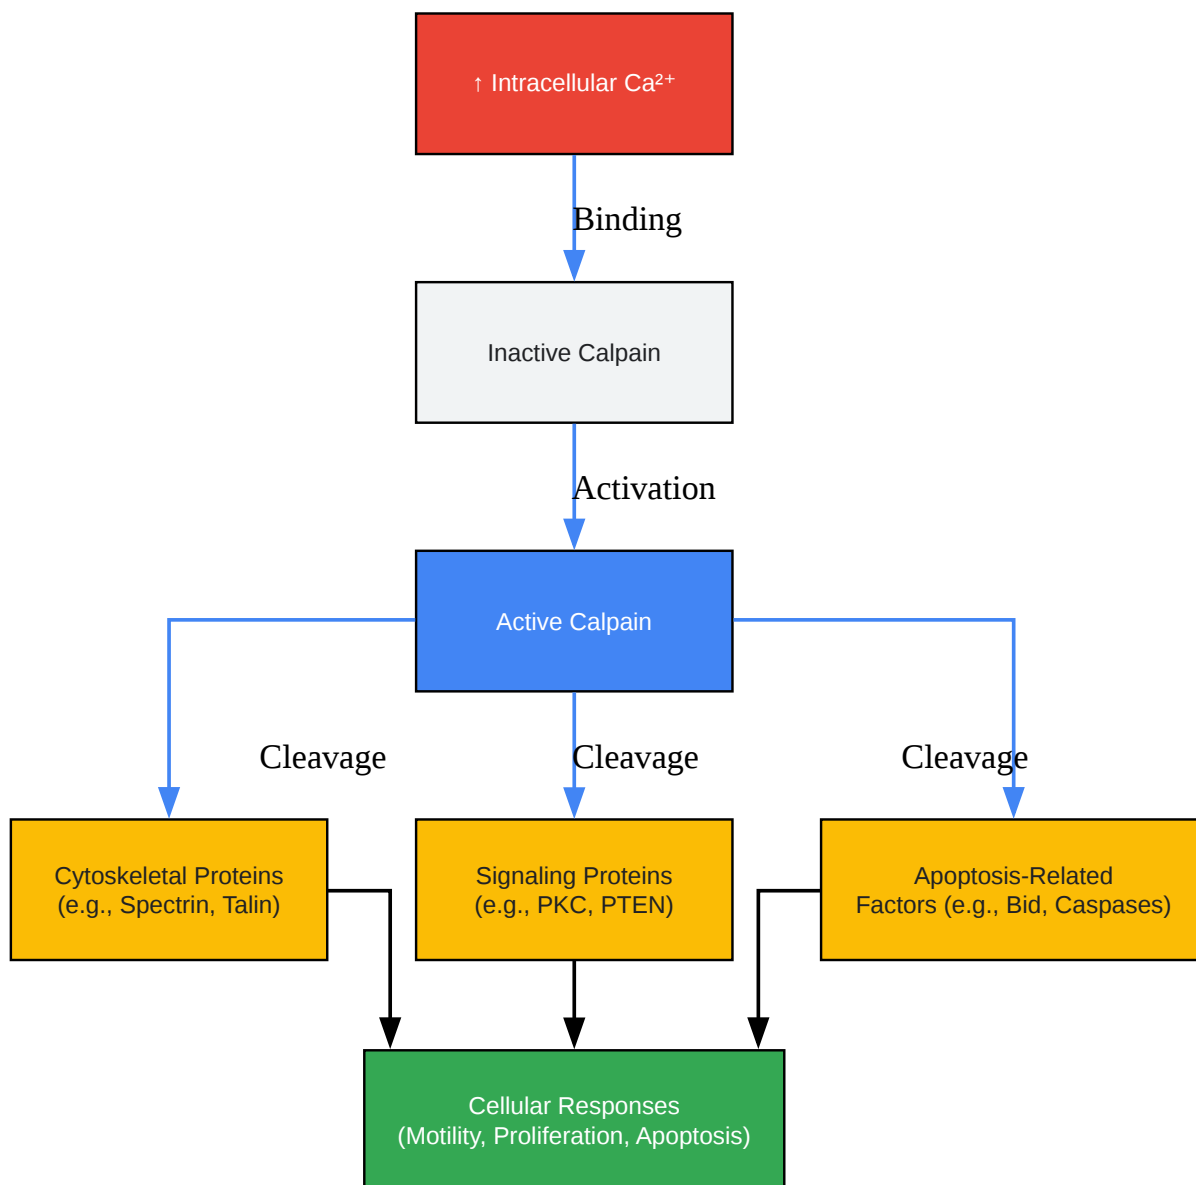 ↑ Intracellular Ca²⁺
Binding
Inactive Calpain
Activation
Active Calpain
Cleavage
Cleavage
Cleavage
Cytoskeletal Proteins
(e.g., Spectrin, Talin)
Signaling Proteins
(e.g., PKC, PTEN)
Apoptosis-Related
Factors (e.g., Bid, Caspases)
Cellular Responses
(Motility, Proliferation, Apoptosis)